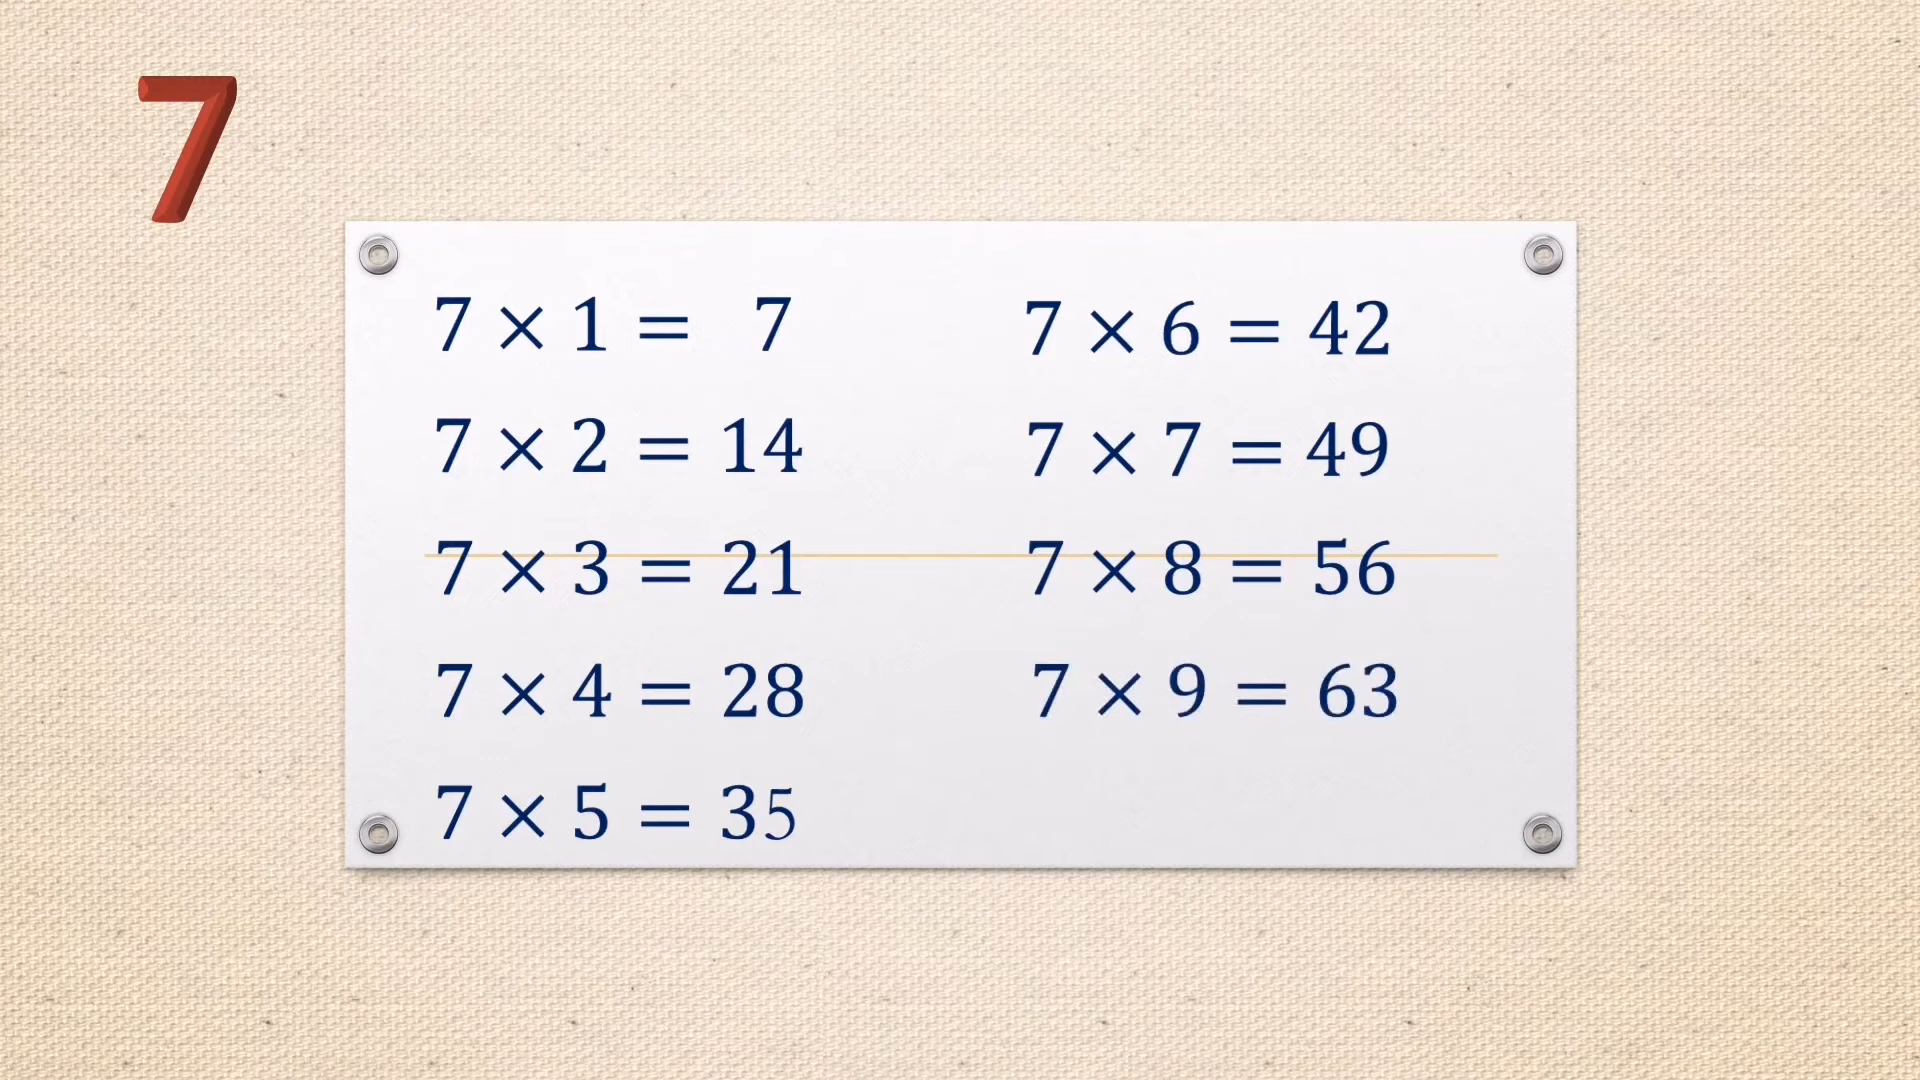 7
7 × 1 = 7
7 × 2 = 14
7 × 3 = 21
7 × 4 = 28
7 × 5 = 35
7 × 6 = 42
7 × 7 = 49
7 × 8 = 56
7 × 9 = 63